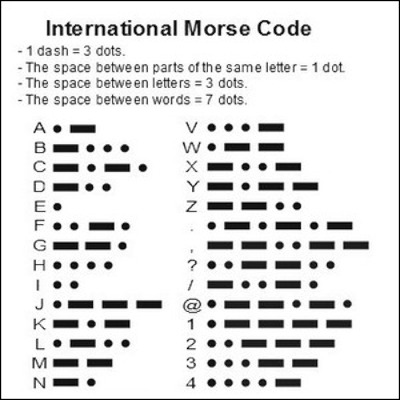 International Morse Code
- 1 dash = 3 dots.
- The space between parts of the same letter = 1 dot.
- The space between letters = 3 dots.
- The space between words = 7 dots.
A
B
C
D
E
F
G
H
I
J
K
L
M
N
V
W
X
Y
Z
.
,
?
/
@
1
2
3
4